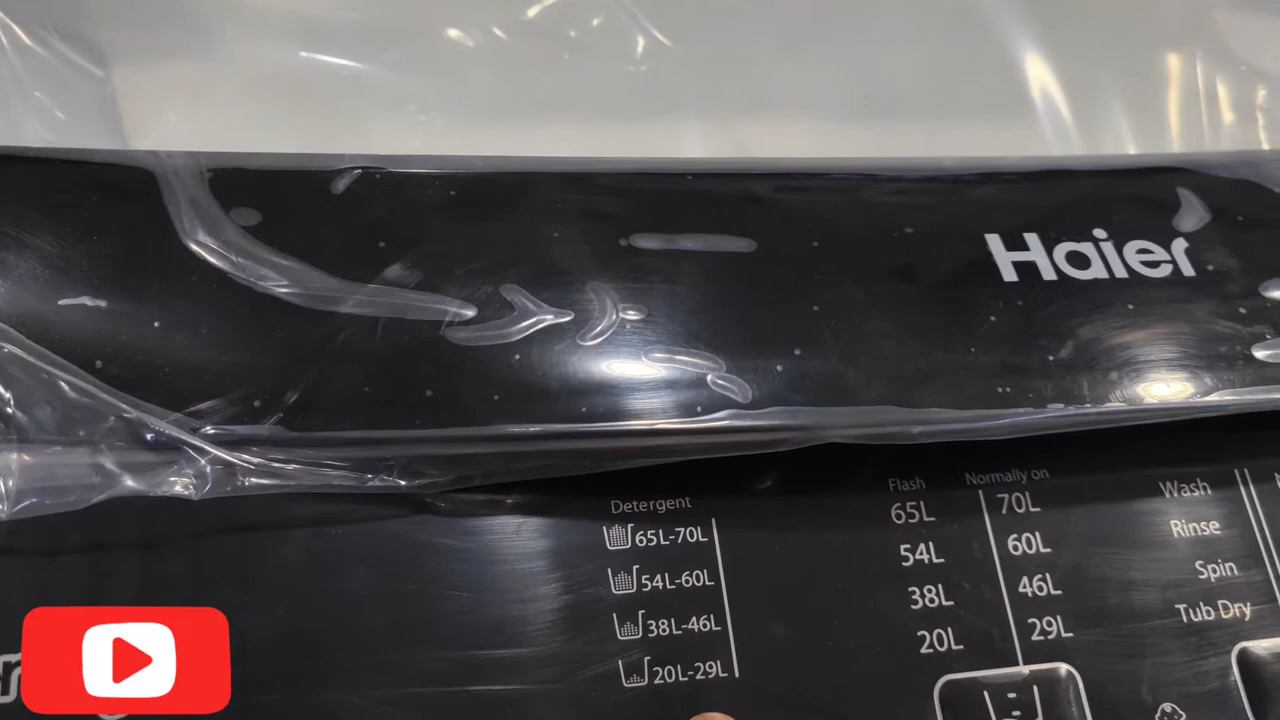 Haier
Detergent
65L-70L
54L-60L
38L-46L
20L-29L
Flash
65L
54L
38L
20L
Normally on
70L
60L
46L
29L
Wash
Rinse
Spin
Tub Dry